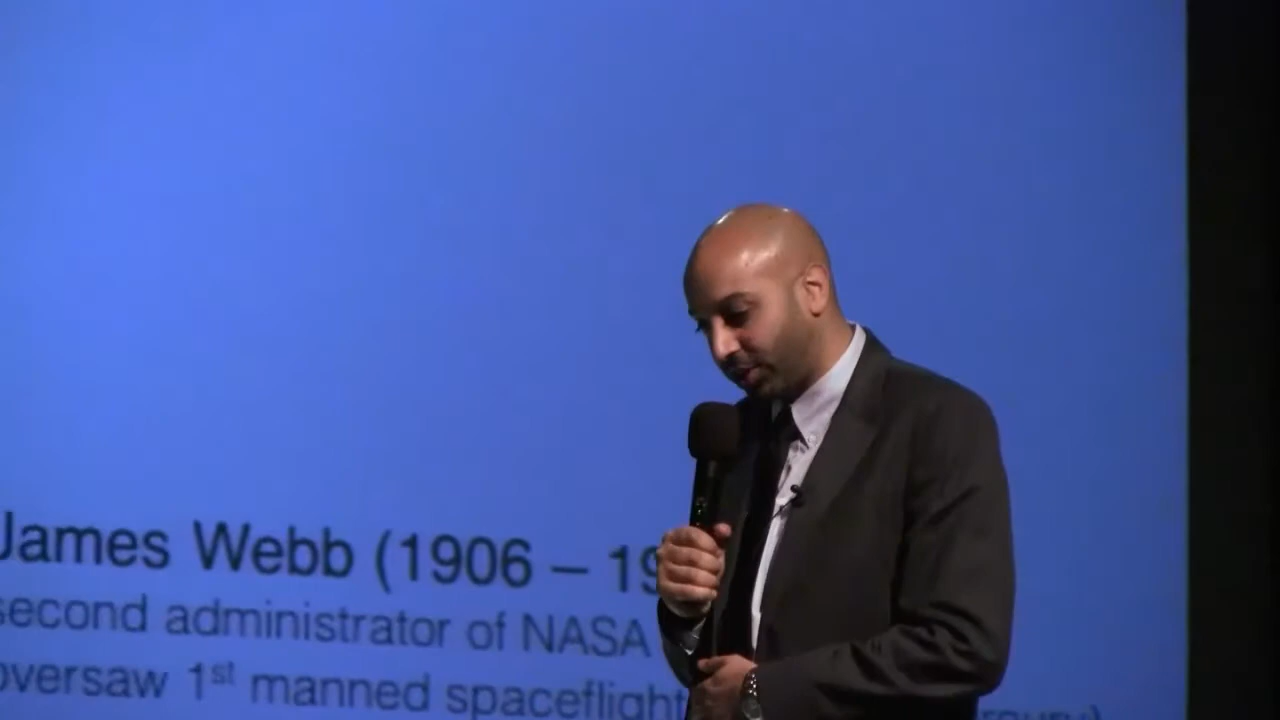 James Webb (1906 – 19
second administrator of NASA
oversaw 1st manned spaceflight